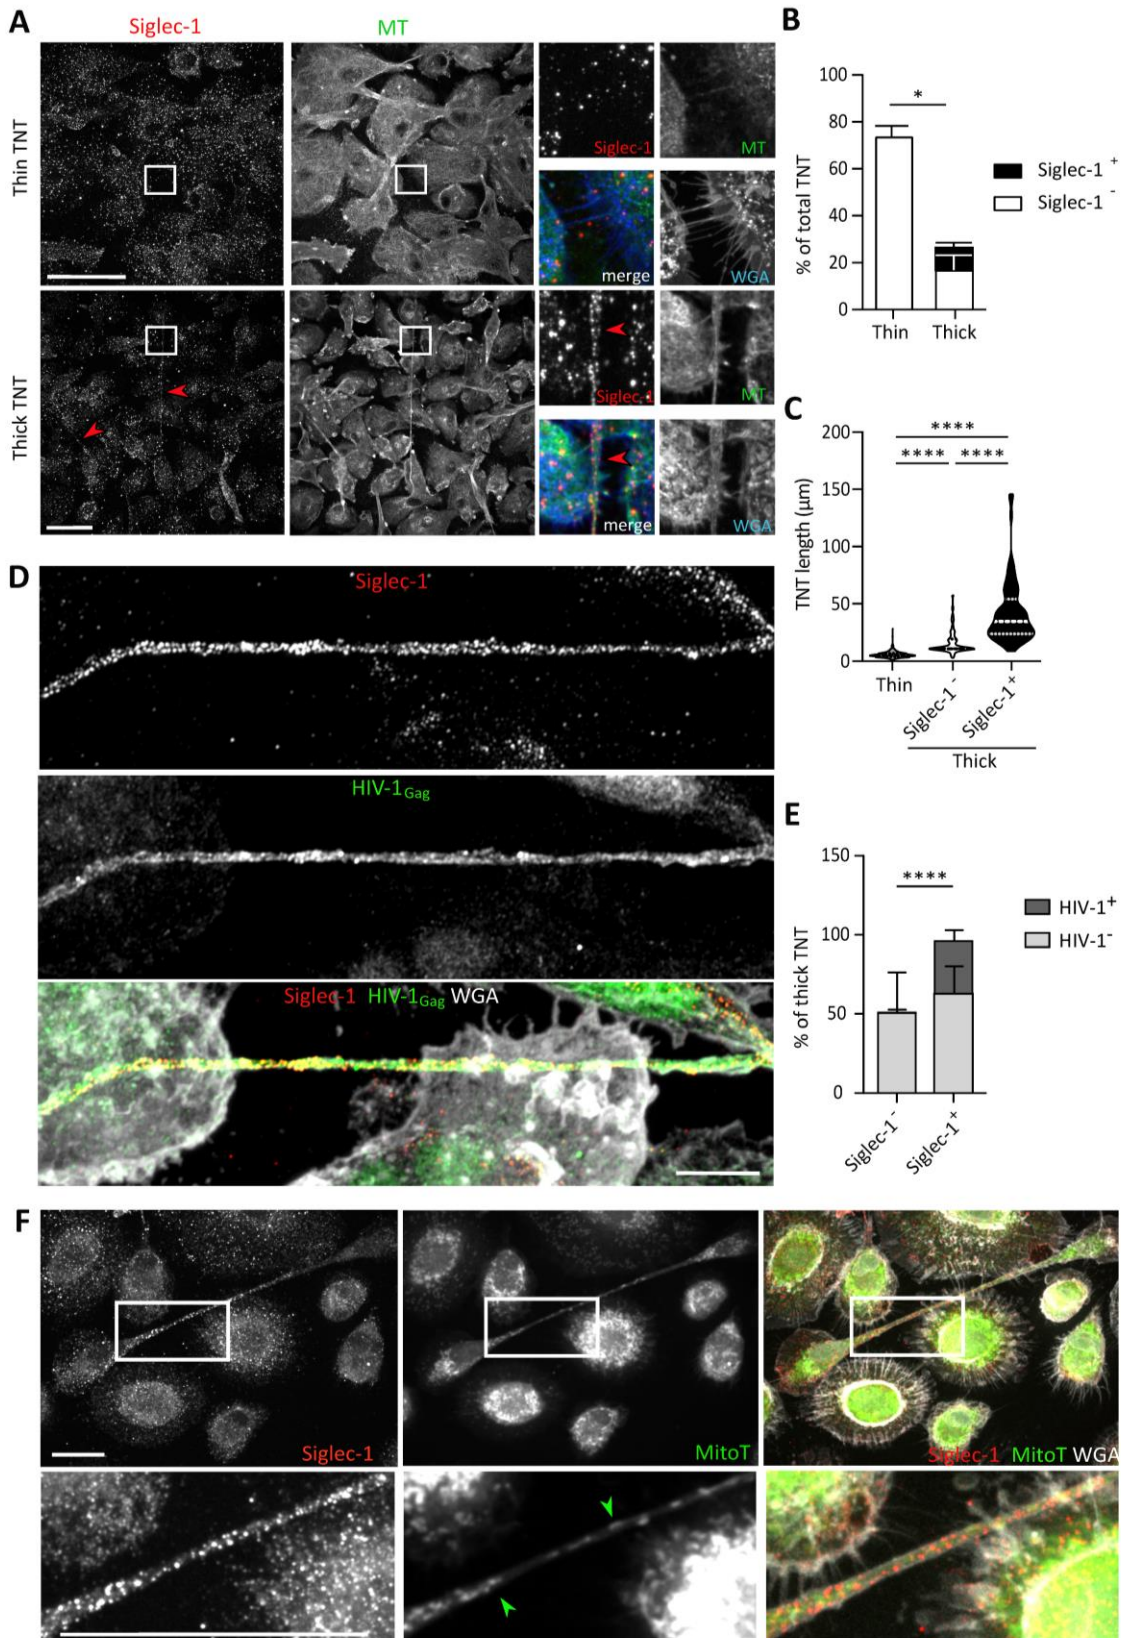 A
Siglec-1
MT
Thin TNT
Siglec-1
MT
merge
WGA
Thick TNT
Siglec-1
MT
merge
WGA
B
% of total TNT
100
80
60
40
20
0
*
Thin
Thick
Siglec-1 +
Siglec-1 -
C
TNT length (µm)
200
150
100
50
0
****
**** ****
Thin
Siglec-1-
Siglec-1+
Thick
D
Siglec-1
HIV-1Gag
Siglec-1 HIV-1Gag WGA
E
% of thick TNT
150
100
50
0
****
Siglec-1-
Siglec-1+
HIV-1+
HIV-1-
F
Siglec-1
MitoT
Siglec-1 MitoT WGA